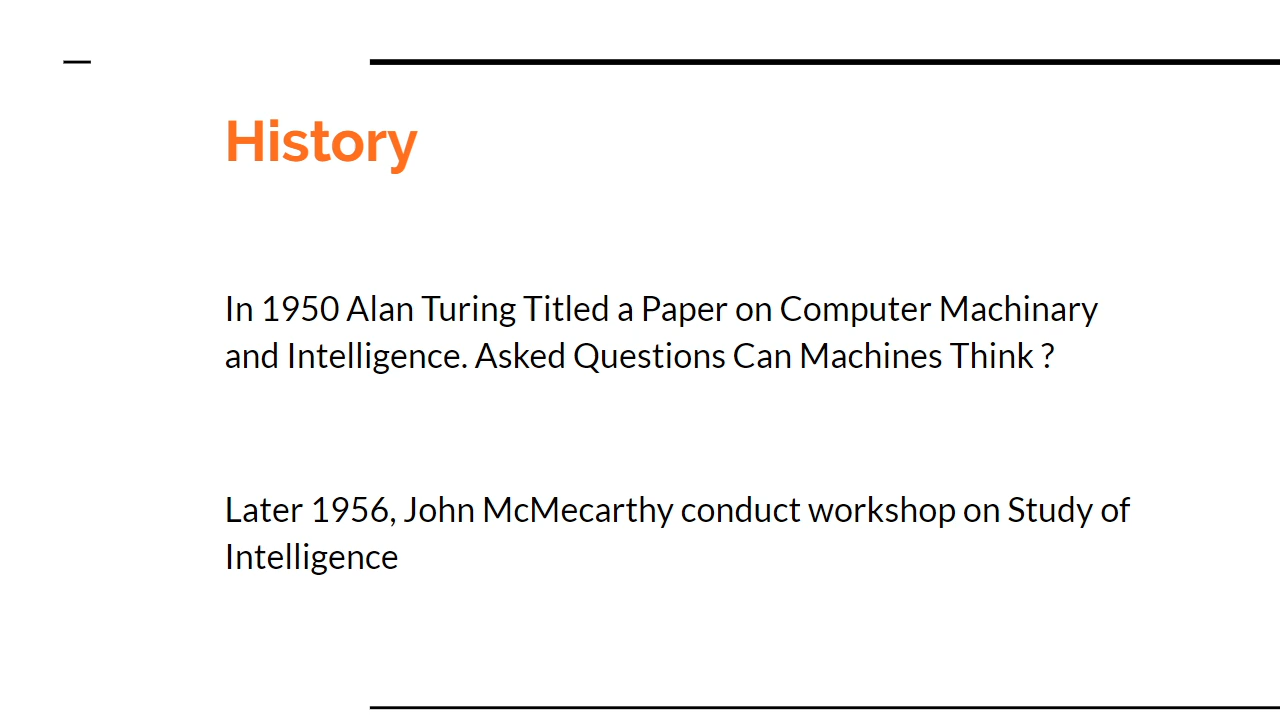 History
In 1950 Alan Turing Titled a Paper on Computer Machinary
and Intelligence. Asked Questions Can Machines Think ?
Later 1956, John McMecarthy conduct workshop on Study of
Intelligence